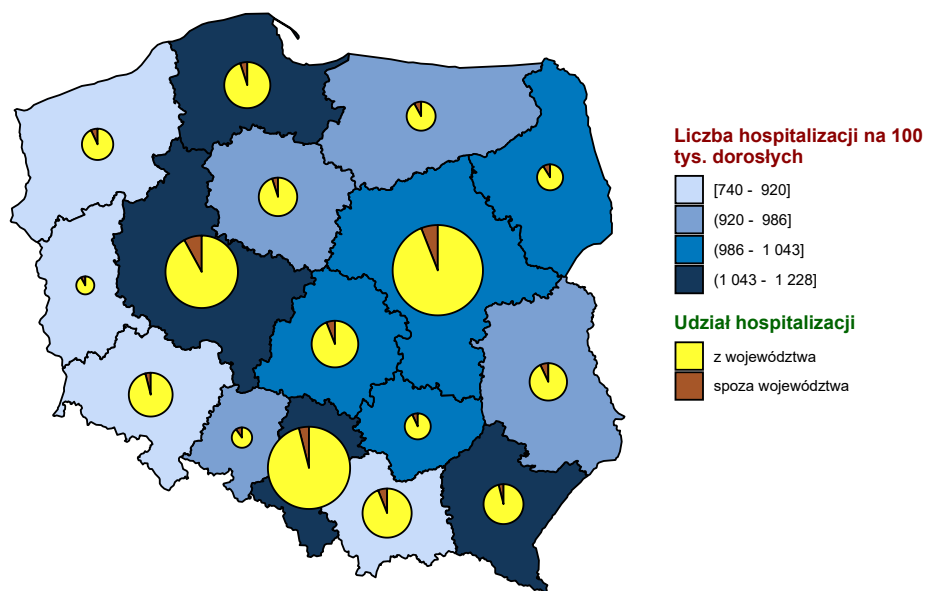 Liczba hospitalizacji na 100
tys. dorosłych
[740 - 920]
(920 - 986]
(986 - 1 043]
(1 043 - 1 228]
Udział hospitalizacji
z województwa
spoza województwa